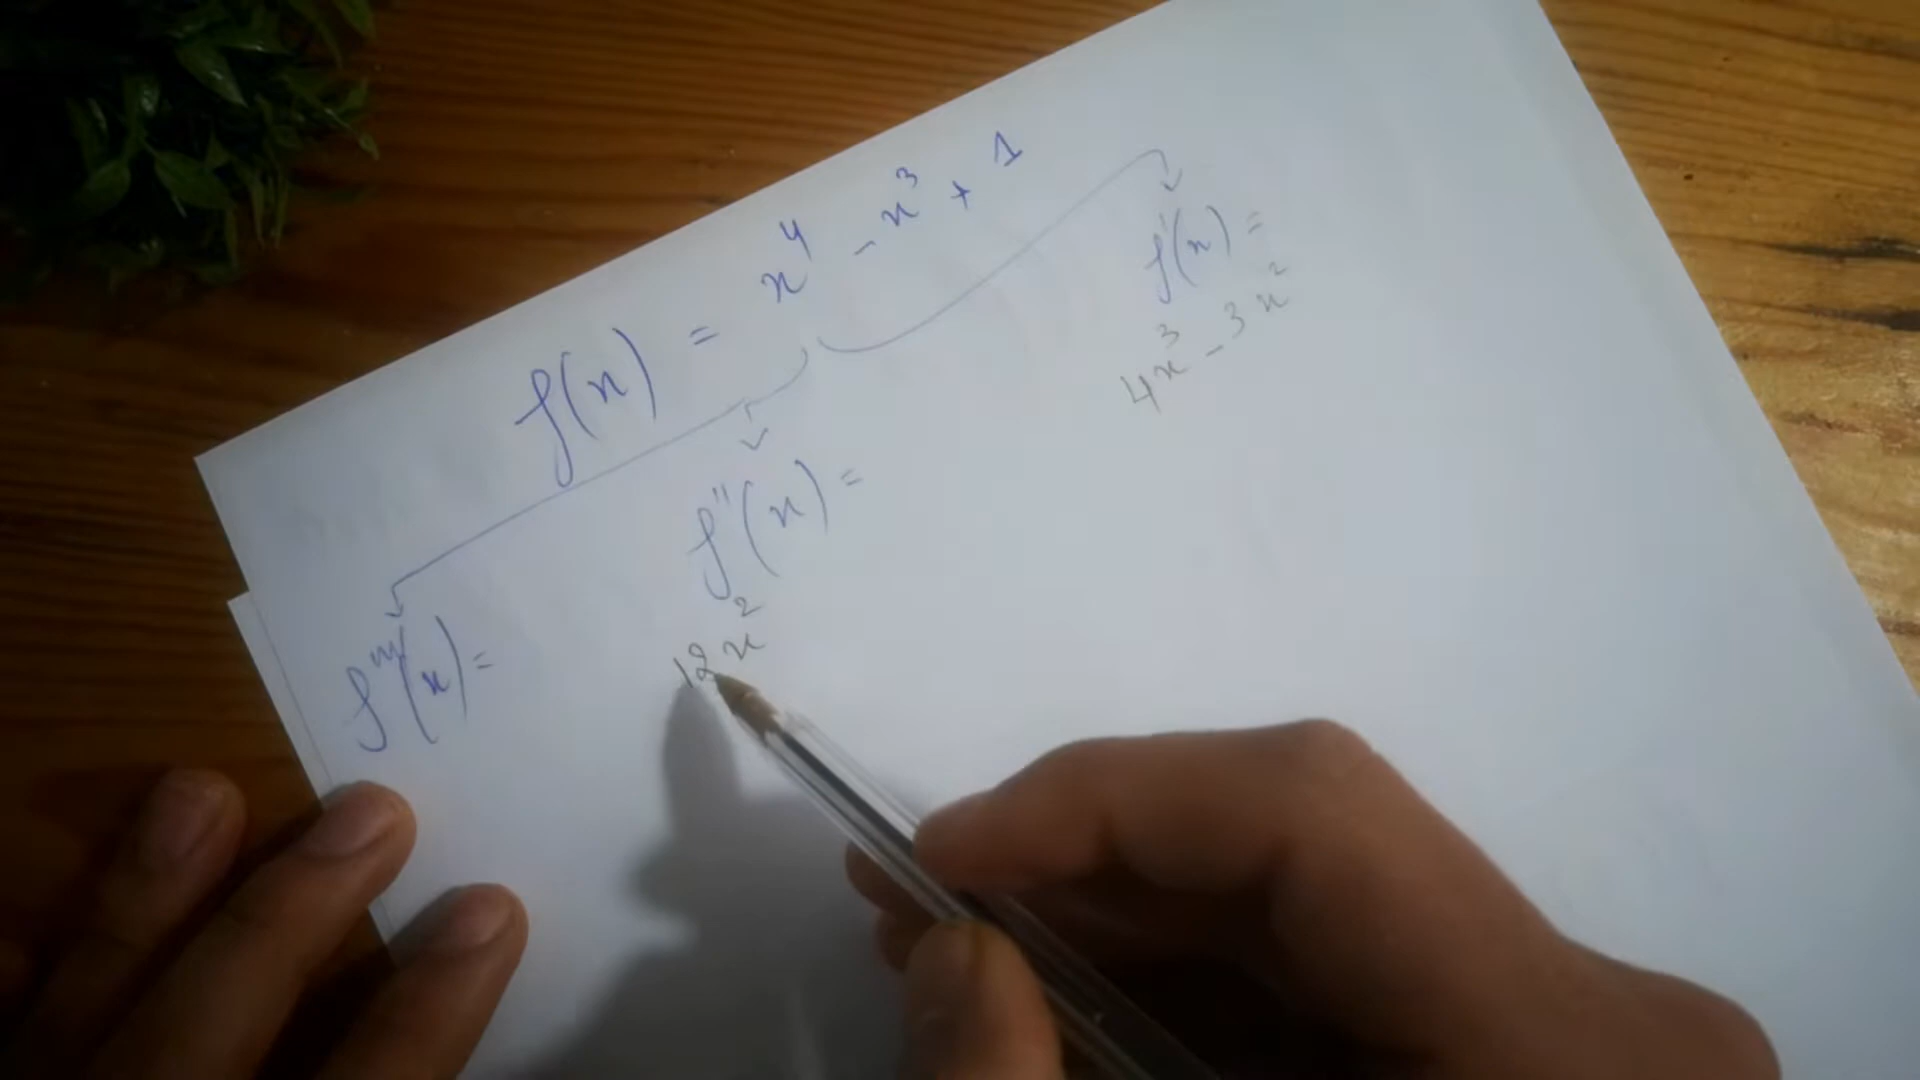 f(x) = x⁴ - x³ + 1
f'(x) =
4x³ - 3x²
f''(x) =
12x²
f'''(x) =